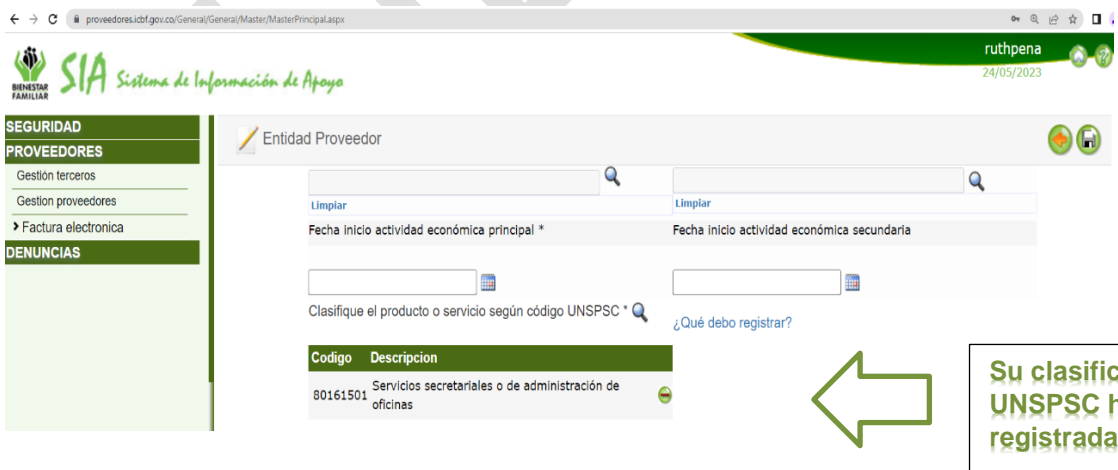 proveedores.icbf.gov.co/General/General/Master/MasterPrincipal.aspx
BIENESTAR
FAMILIAR
SIA Sistema de Información de Apoyo
ruthpena
24/05/2023
SEGURIDAD
PROVEEDORES
Gestión terceros
Gestion proveedores
Factura electronica
DENUNCIAS
Entidad Proveedor
Limpiar
Limpiar
Fecha inicio actividad económica principal *
Fecha inicio actividad económica secundaria
Clasifique el producto o servicio según código UNSPSC *
¿Qué debo registrar?
Codigo Descripcion
80161501 Servicios secretariales o de administración de
oficinas
Su clasific
UNSPSC h
registrada